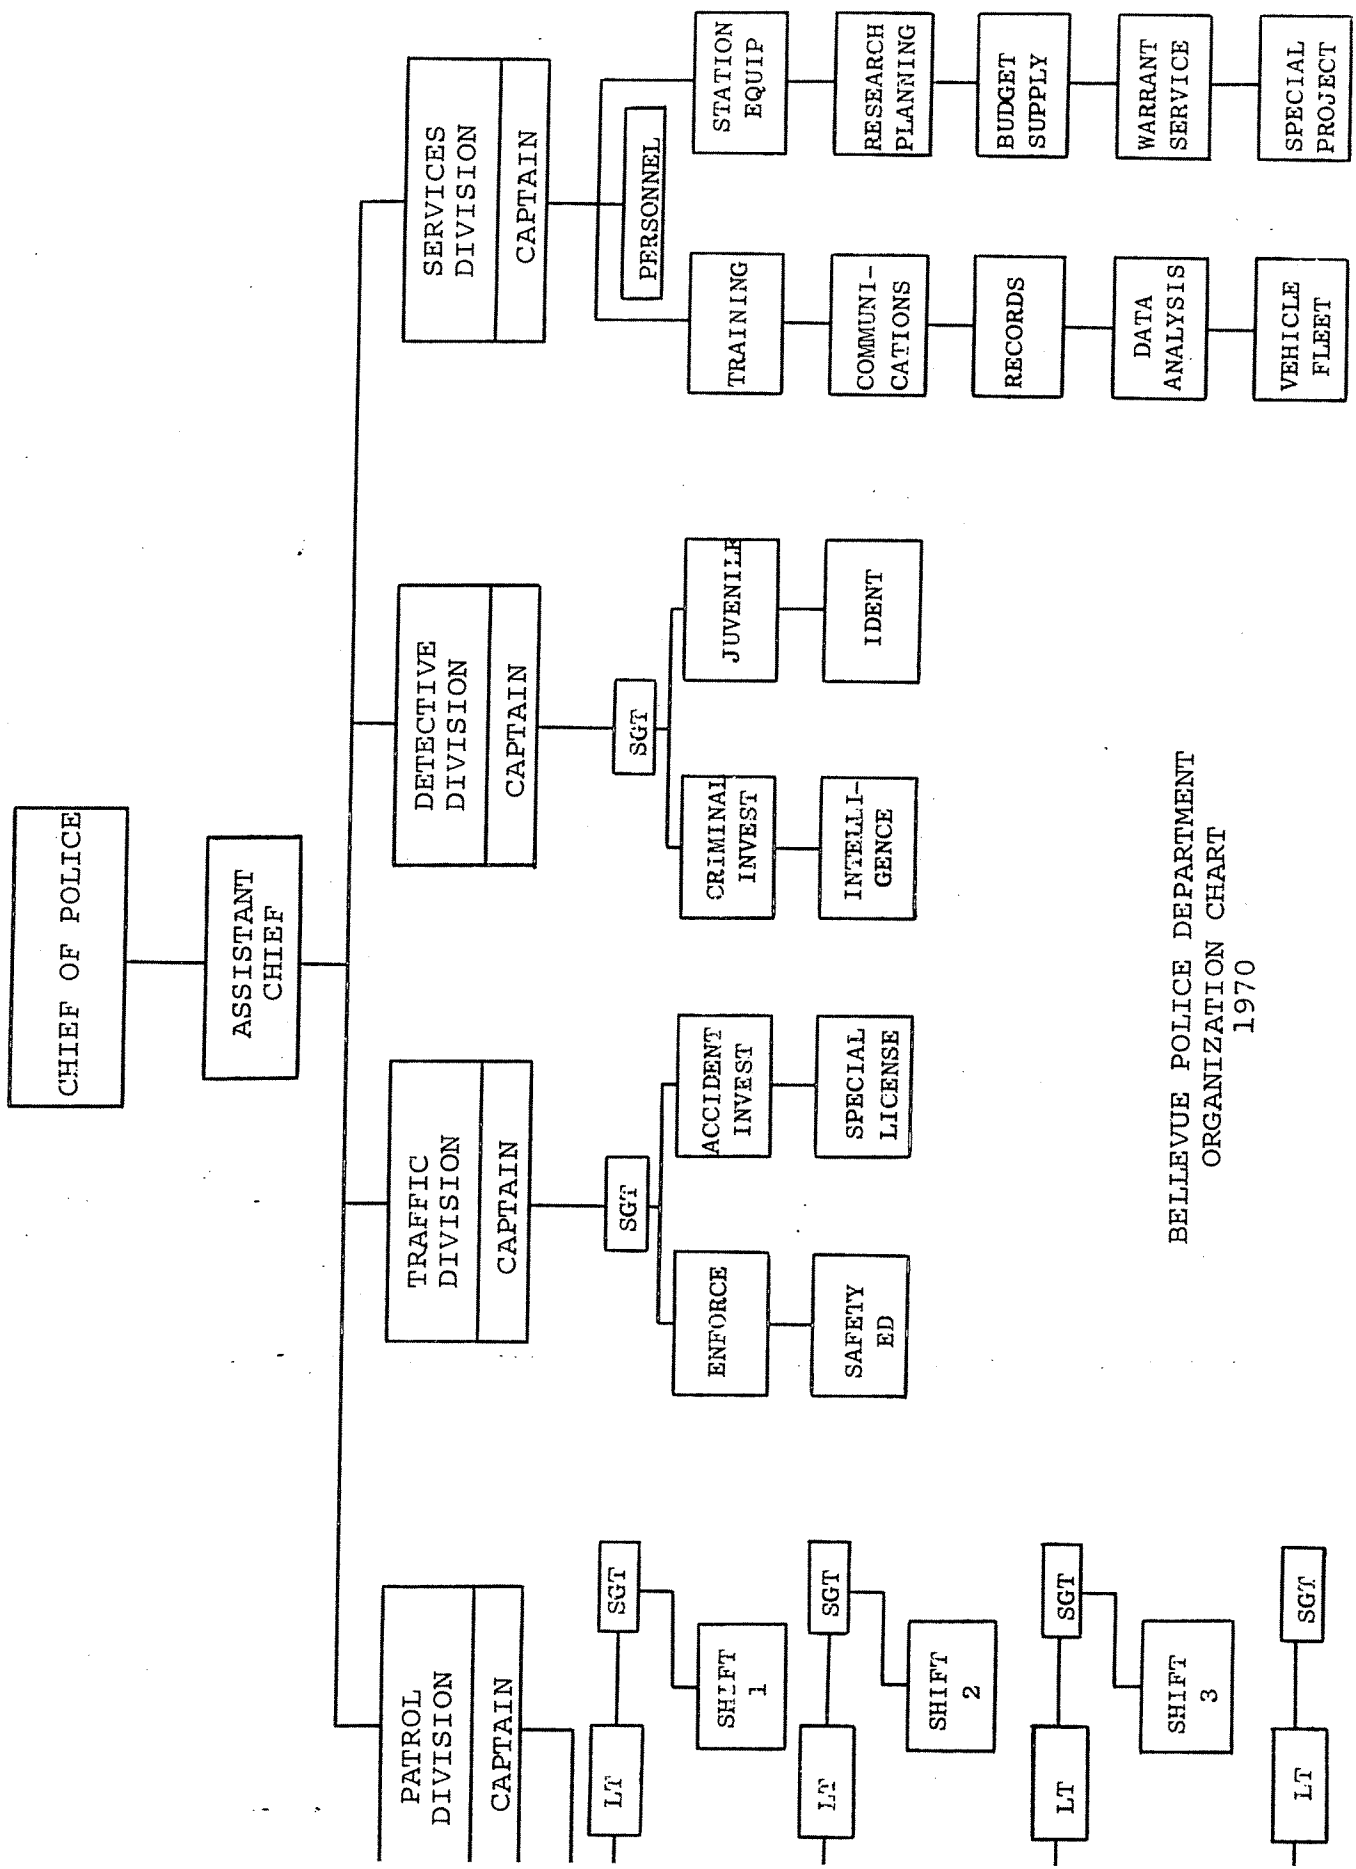 CHIEF OF POLICE
ASSISTANT
CHIEF
PATROL
DIVISION
CAPTAIN
LT
SGT
SHIFT
1
LT
SGT
SHIFT
2
LT
SGT
SHIFT
3
LT
SGT
TRAFFIC
DIVISION
CAPTAIN
SGT
ENFORCE
SAFETY
ED
ACCIDENT
INVEST
SPECIAL
LICENSE
DETECTIVE
DIVISION
CAPTAIN
SGT
CRIMINAL
INVEST
INTELLI-
GENCE
JUVENILE
IDENT
SERVICES
DIVISION
CAPTAIN
PERSONNEL
TRAINING
COMMUNI-
CATIONS
RECORDS
DATA
ANALYSIS
VEHICLE
FLEET
STATION
EQUIP
RESEARCH
PLANNING
BUDGET
SUPPLY
WARRANT
SERVICE
SPECIAL
PROJECT
BELLEVUE POLICE DEPARTMENT
ORGANIZATION CHART
1970